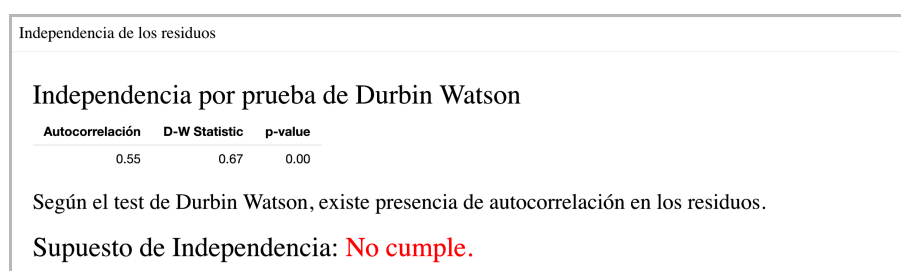 Independencia de los residuos
Independencia por prueba de Durbin Watson
Autocorrelación D-W Statistic p-value
0.55 0.67 0.00
Según el test de Durbin Watson, existe presencia de autocorrelación en los residuos.
Supuesto de Independencia: No cumple.